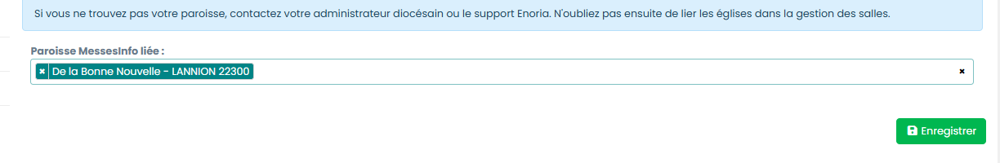 Si vous ne trouvez pas votre paroisse, contactez votre administrateur diocésain ou le support Enoria. N'oubliez pas ensuite de lier les églises dans la gestion des salles.
Paroisse MessesInfo liée :
× De la Bonne Nouvelle - LANNION 22300 ×
Enregistrer